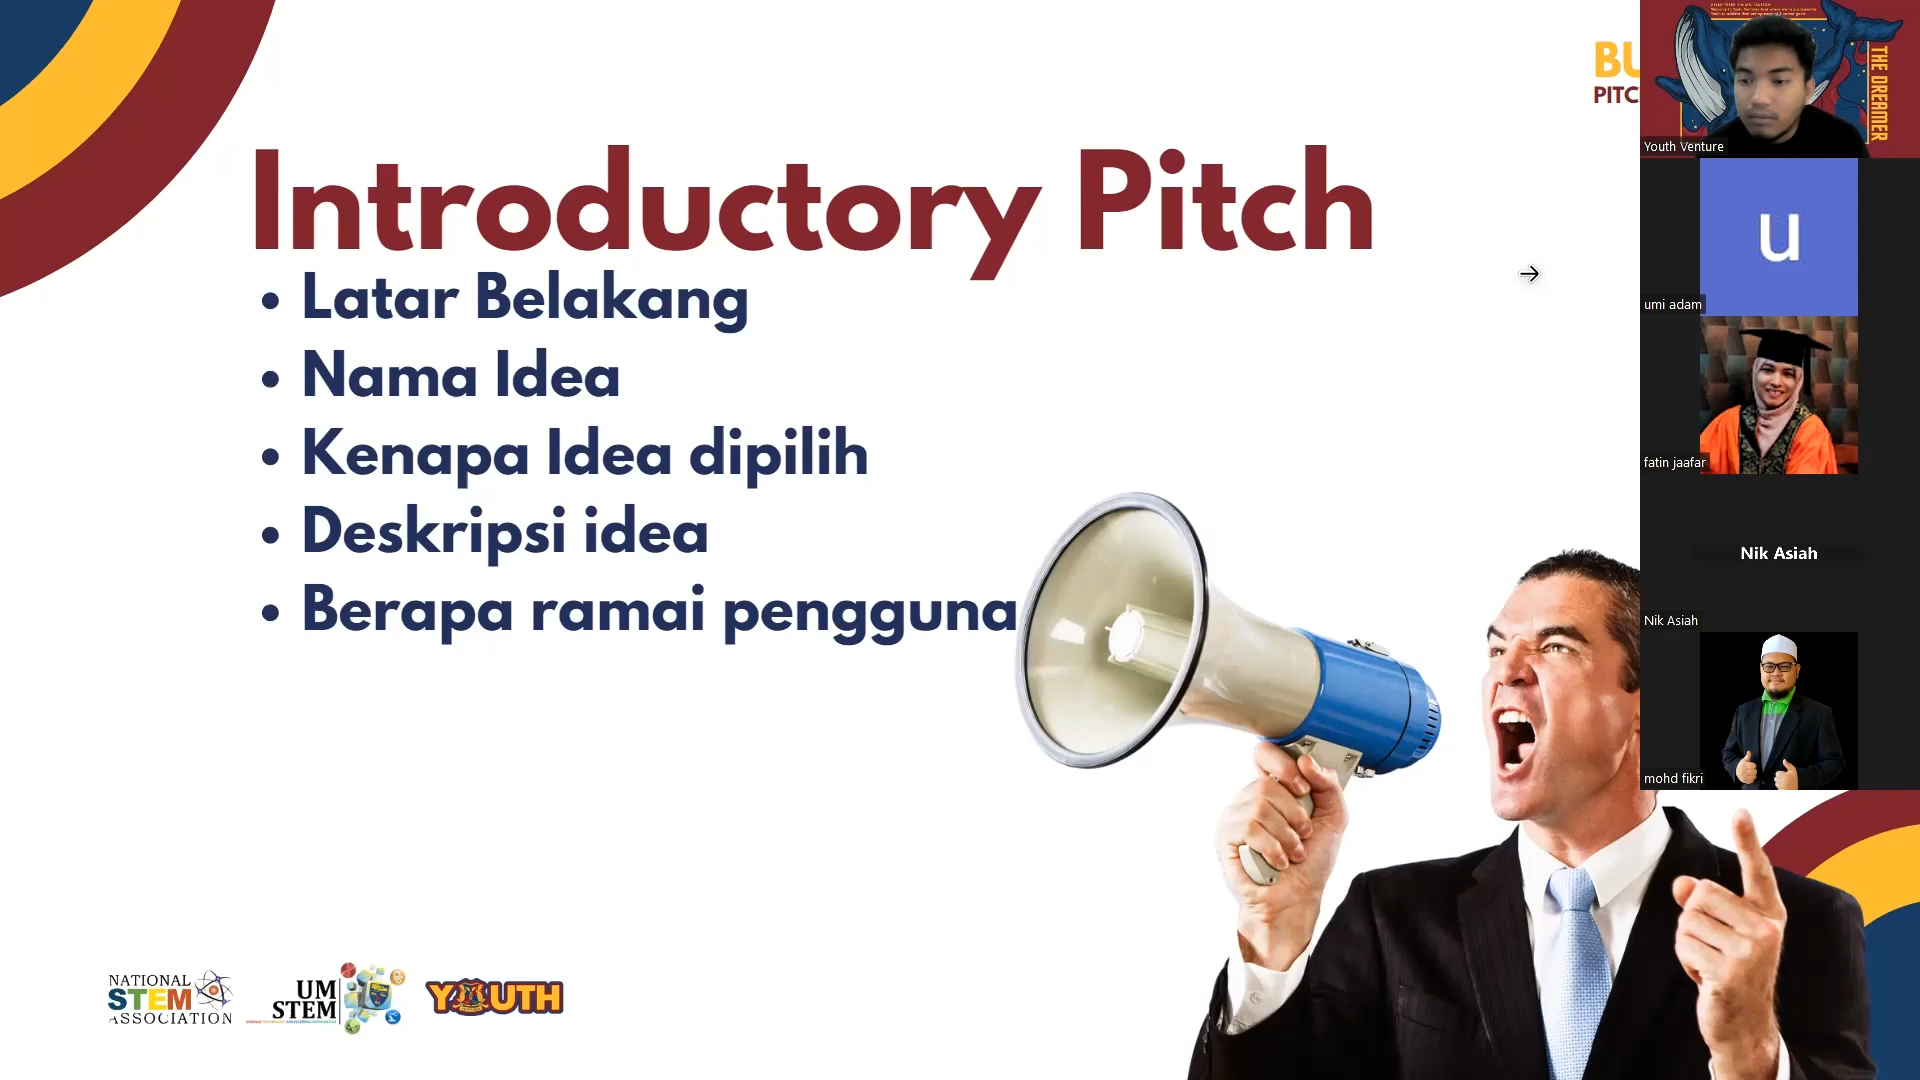 BU
PITC
Introductory Pitch
• Latar Belakang
• Nama Idea
• Kenapa Idea dipilih
• Deskripsi idea
• Berapa ramai pengguna
NATIONAL
STEM
ASSOCIATION
UM
STEM
YOUTH
THE DREAMER
Youth Venture
u
umi adam
fatin jaafar
Nik Asiah
Nik Asiah
mohd fikri